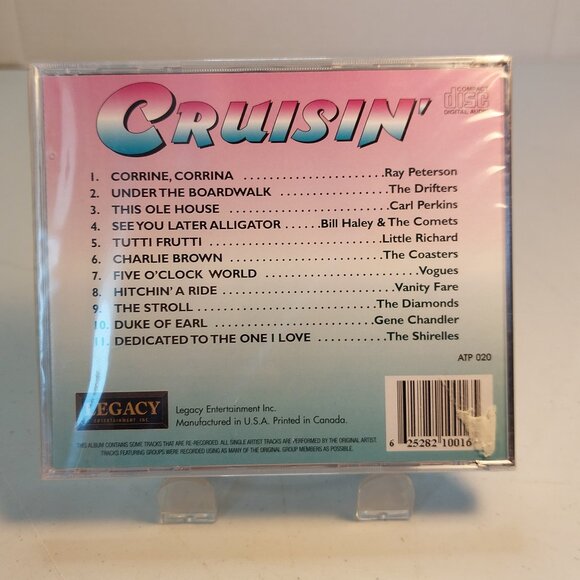 CRUISIN'
COMPACT
disc
DIGITAL AUDIO
1. CORRINE, CORRINA ......................Ray Peterson
2. UNDER THE BOARDWALK ................The Drifters
3. THIS OLE HOUSE ........................Carl Perkins
4. SEE YOU LATER ALLIGATOR ......Bill Haley & The Comets
5. TUTTI FRUTTI ...........................Little Richard
6. CHARLIE BROWN .......................The Coasters
7. FIVE O'CLOCK WORLD .......................Vogues
8. HITCHIN' A RIDE .........................Vanity Fare
9. THE STROLL ..........................The Diamonds
10. DUKE OF EARL ........................Gene Chandler
11. DEDICATED TO THE ONE I LOVE ...........The Shirelles
ATP 020
LEGACY
ENTERTAINMENT INC.
Legacy Entertainment Inc.
Manufactured in U.S.A. Printed in Canada.
6 25282 10016
THIS ALBUM CONTAINS SOME TRACKS THAT ARE RE-RECORDED. ALL SINGLE ARTIST TRACKS ARE PERFORMED BY THE ORIGINAL ARTIST.
TRACKS FEATURING GROUPS WERE RECORDED USING AS MANY OF THE ORIGINAL GROUP MEMBERS AS POSSIBLE.